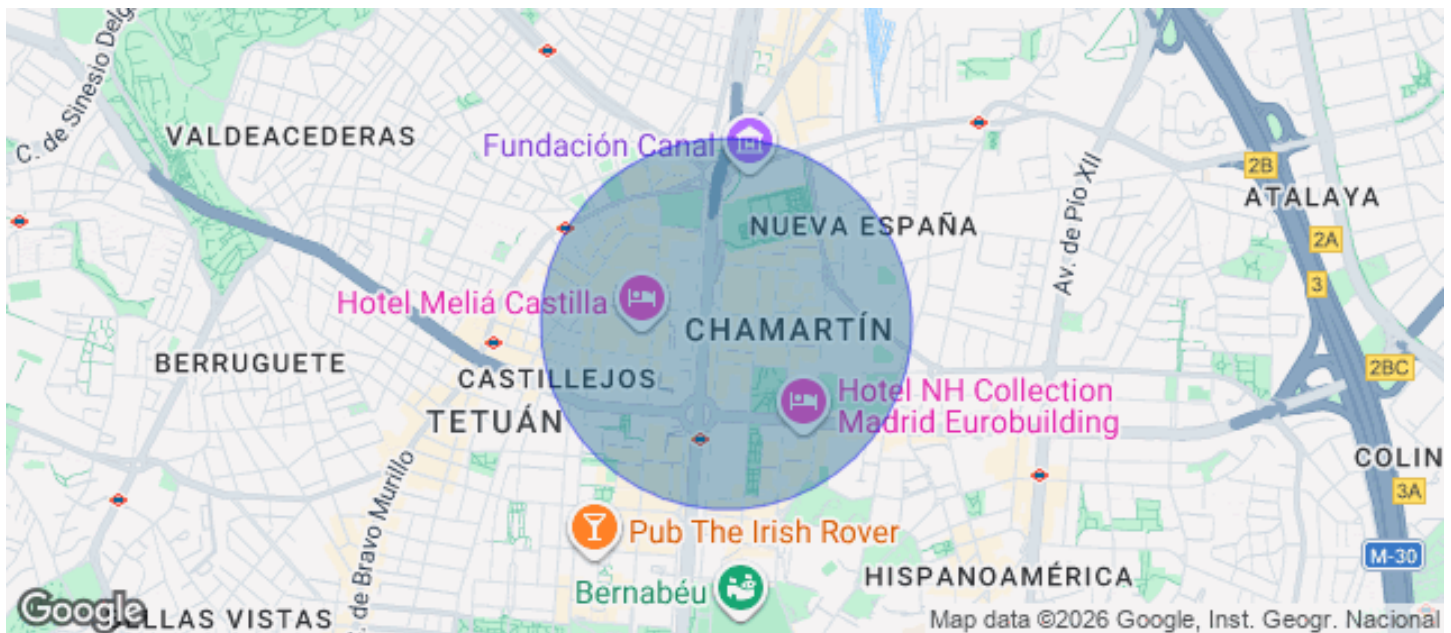 C. de Sinesio Delg
VALDEACEDERAS
Fundación Canal
Av. de Pío XII
2B
ATALAYA
NUEVA ESPAÑA
2A
3
Hotel Meliá Castilla
CHAMARTÍN
BERRUGUETE
CASTILLEJOS
2BC
TETUÁN
Hotel NH Collection
Madrid Eurobuilding
COLIN
3A
. de Bravo Murillo
Pub The Irish Rover
M-30
Bernabéu
HISPANOAMÉRICA
Google
ELLAS VISTAS
Map data ©2026 Google, Inst. Geogr. Nacional